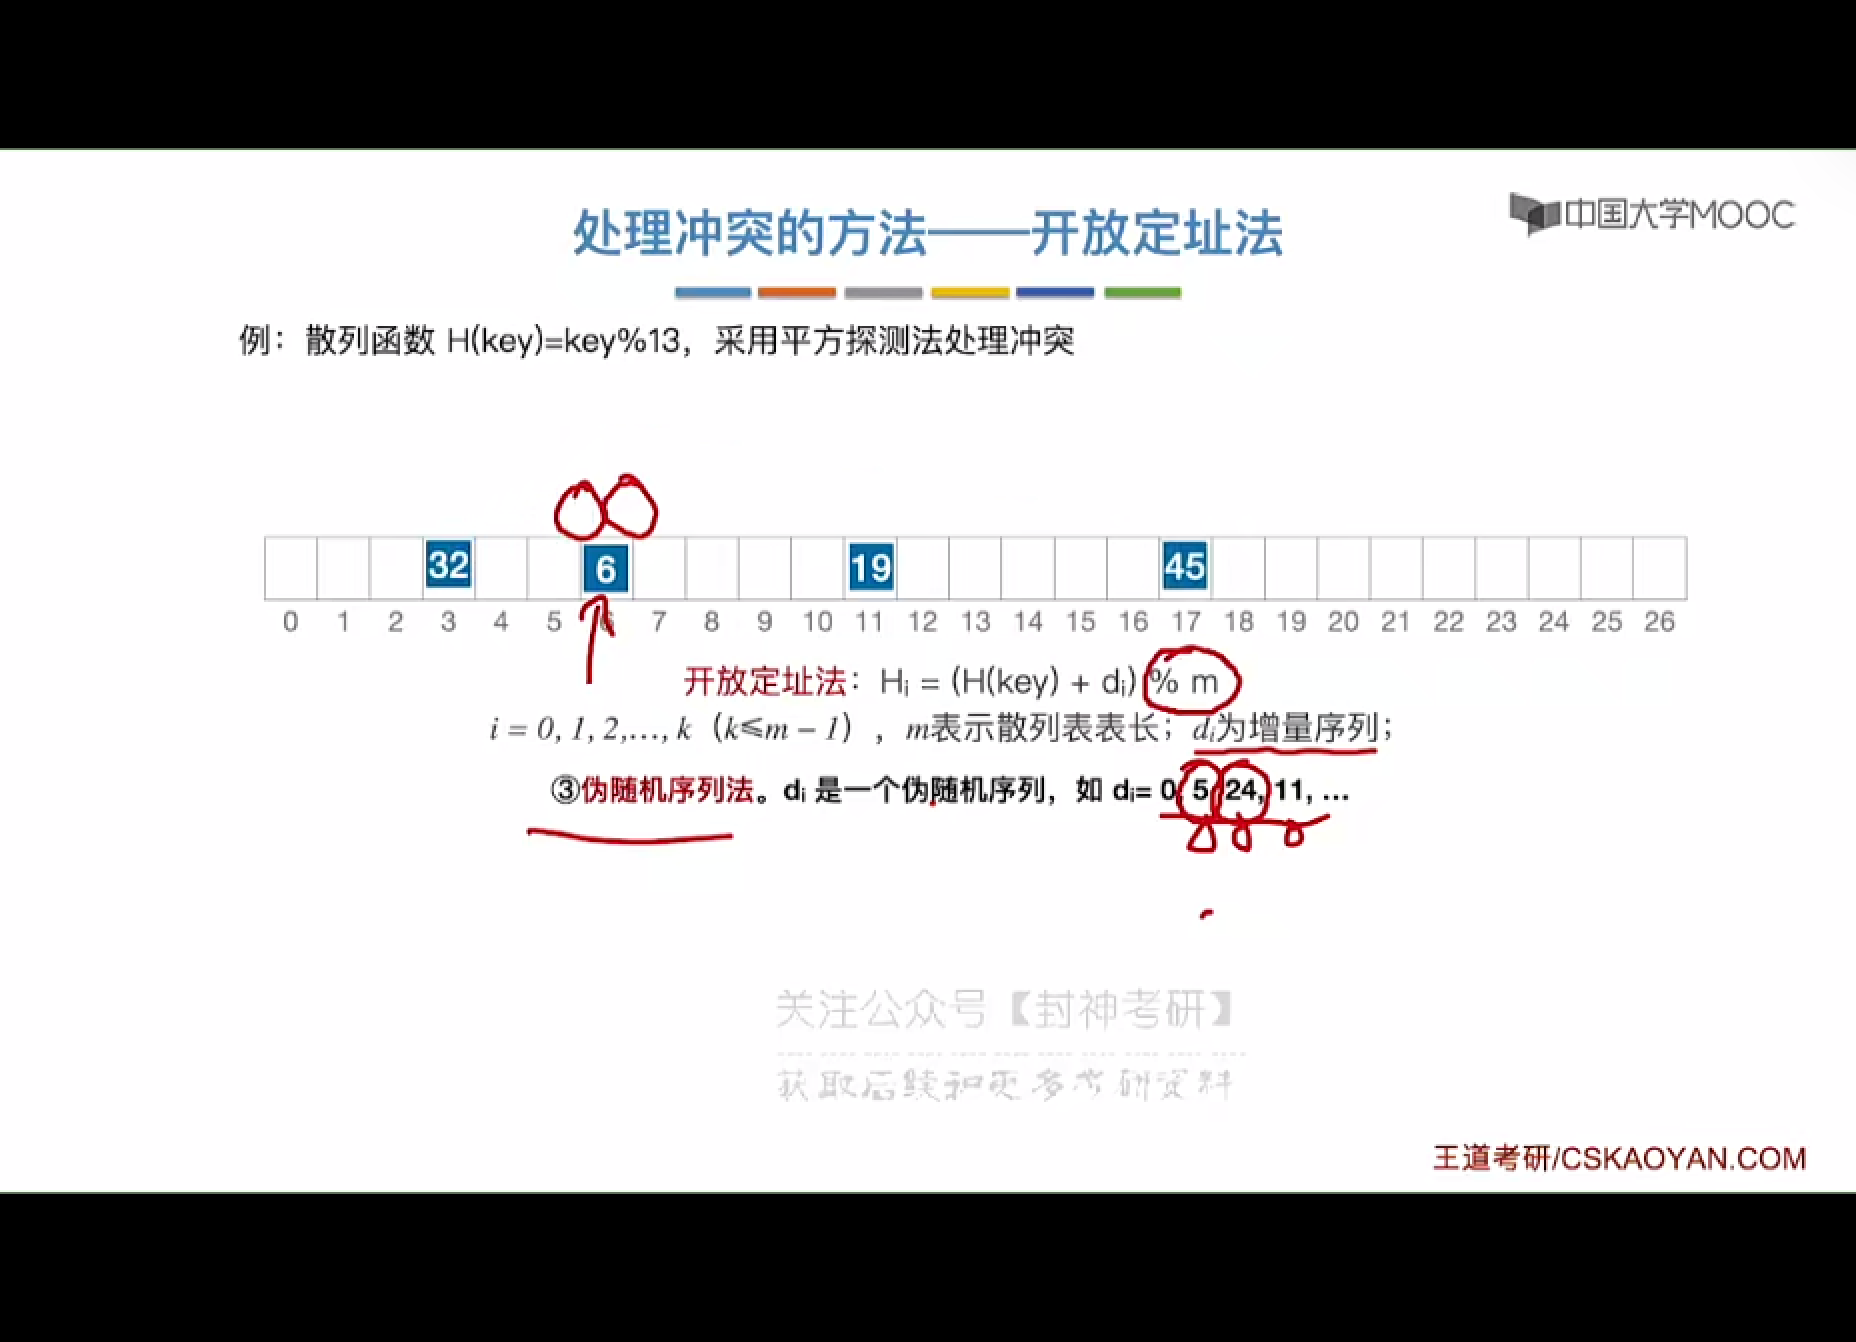 处理冲突的方法——开放定址法
中国大学MOOC
例：散列函数 H(key)=key%13，采用平方探测法处理冲突
32 6 19 45
0 1 2 3 4 5 6 7 8 9 10 11 12 13 14 15 16 17 18 19 20 21 22 23 24 25 26
开放定址法：Hᵢ = (H(key) + dᵢ) % m
i = 0, 1, 2,…, k（k≤m – 1），m表示散列表表长；dᵢ为增量序列；
③伪随机序列法。dᵢ 是一个伪随机序列，如 dᵢ= 0, 5, 24, 11, …
关注公众号【封神考研】
获取后续和更多考研资料
王道考研/CSKAOYAN.COM